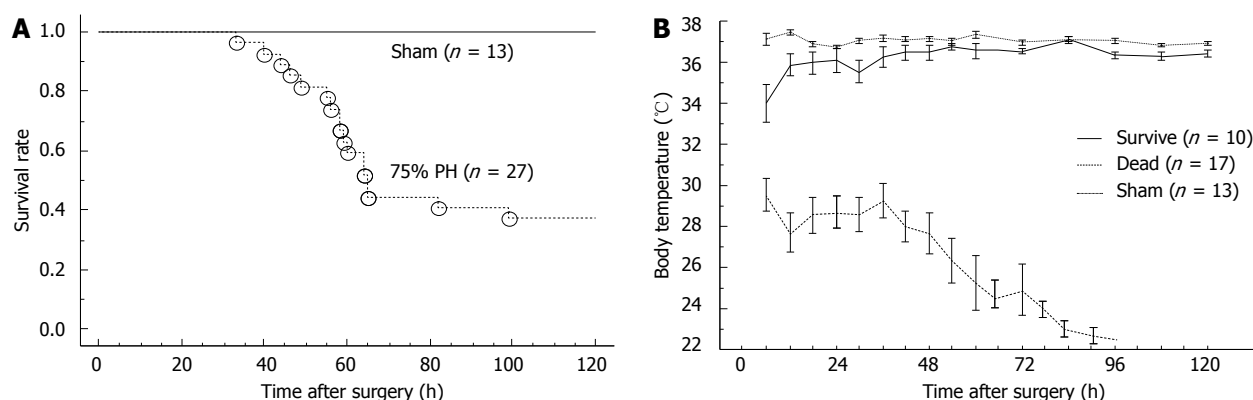 A
1.0
0.8
0.6
0.4
0.2
0.0
Survival rate
Sham (n = 13)
75% PH (n = 27)
0 20 40 60 80 100 120
Time after surgery (h)
B
38
36
34
31
30
29
28
26
24
22
Body temperature (℃)
Survive (n = 10)
Dead (n = 17)
Sham (n = 13)
0 24 48 72 96 120
Time after surgery (h)